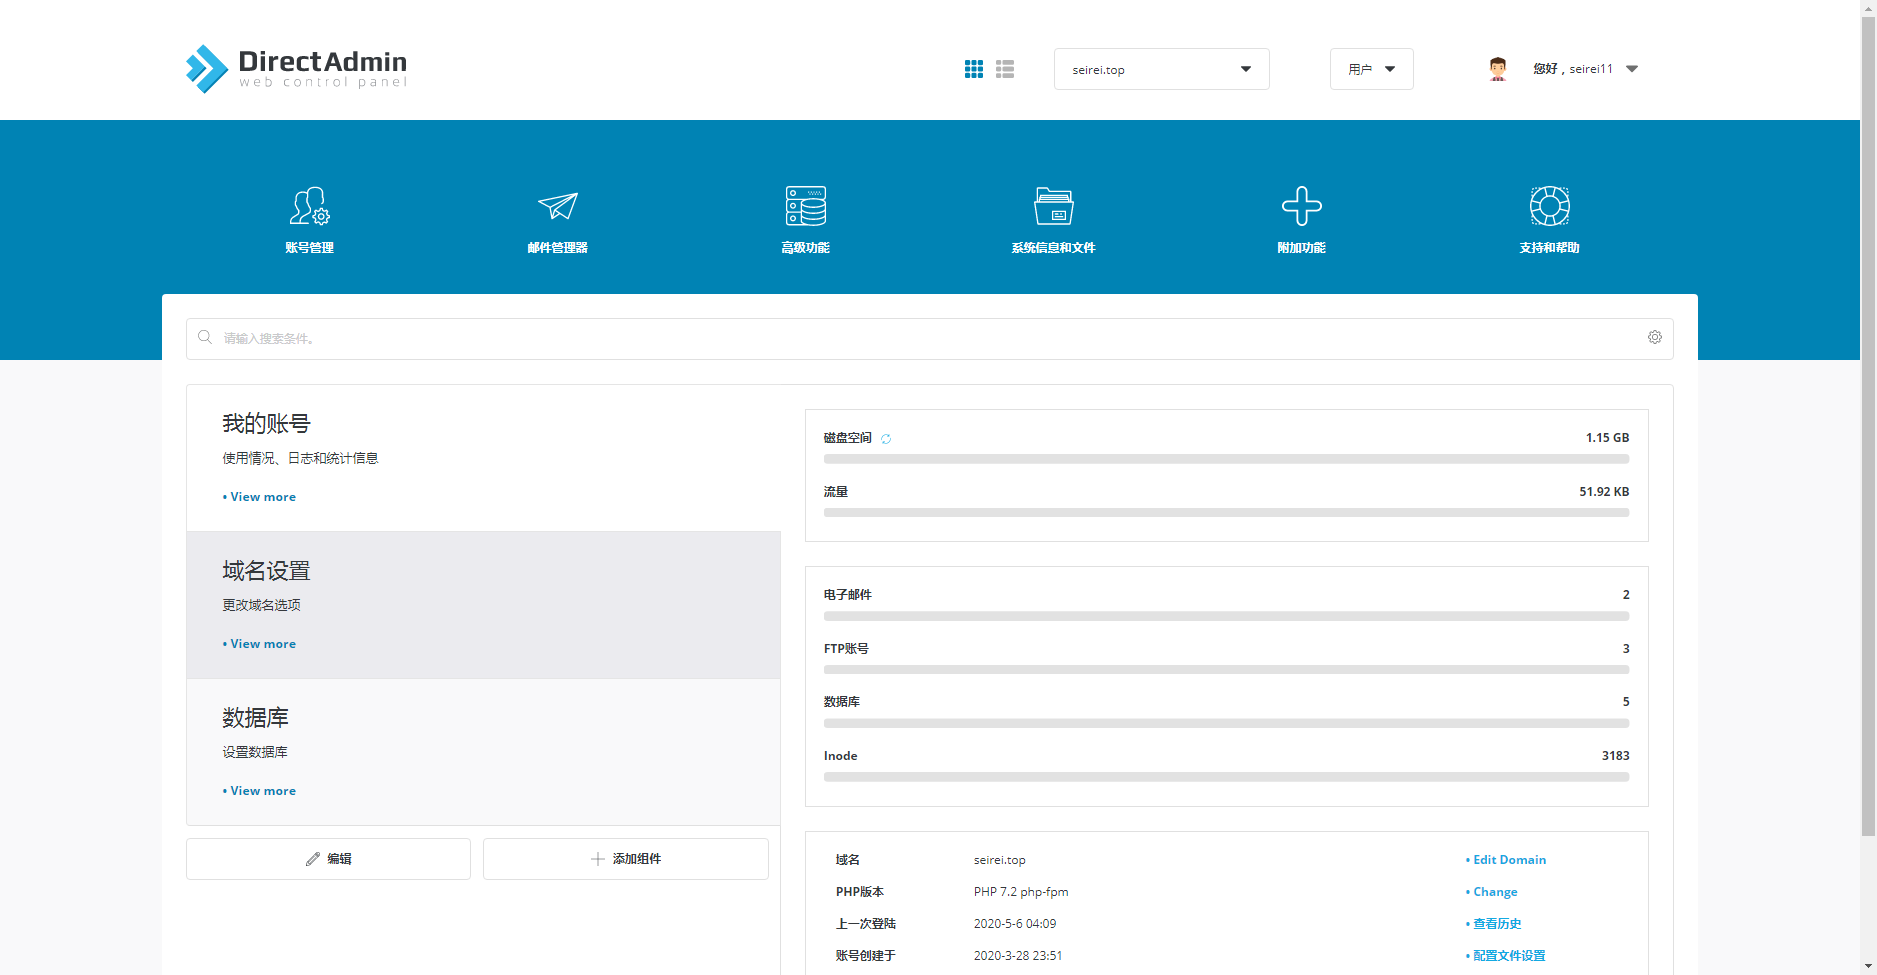 DirectAdmin
web control panel
seirei.top
用户
您好，seirei11
账号管理
邮件管理器
高级功能
系统信息和文件
附加功能
支持和帮助
请输入搜索条件。
我的账号
使用情况、日志和统计信息
• View more
域名设置
更改域名选项
• View more
数据库
设置数据库
• View more
编辑
添加组件
磁盘空间 1.15 GB
流量 51.92 KB
电子邮件 2
FTP账号 3
数据库 5
Inode 3183
域名 seirei.top • Edit Domain
PHP版本 PHP 7.2 php-fpm • Change
上一次登陆 2020-5-6 04:09 • 查看历史
账号创建于 2020-3-28 23:51 • 配置文件设置